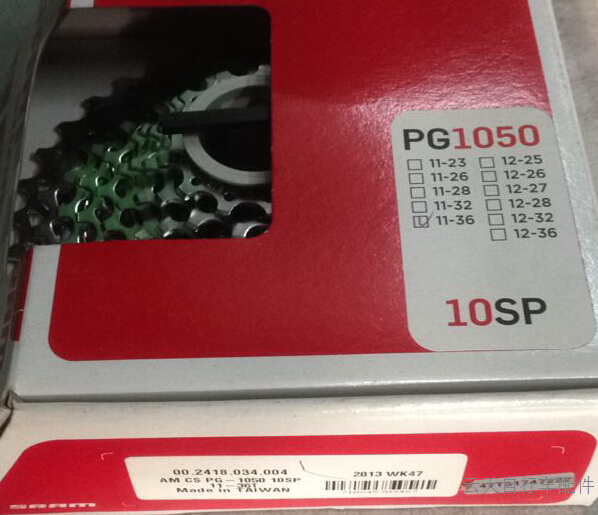 PG1050
11-23 12-25
11-26 12-26
11-28 12-27
11-32 12-28
11-36 12-32
12-36
10SP
00.2418.034.004
AM CS PG-1050 10SP
11-36T
Made in TAIWAN
2013 WK47
SRAM